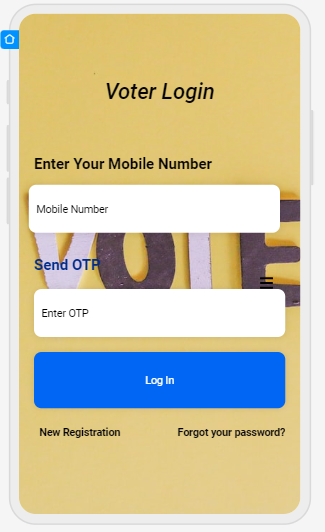 Voter Login
Enter Your Mobile Number
Mobile Number
VOTE
Send OTP
Enter OTP
Log In
New Registration Forgot your password?